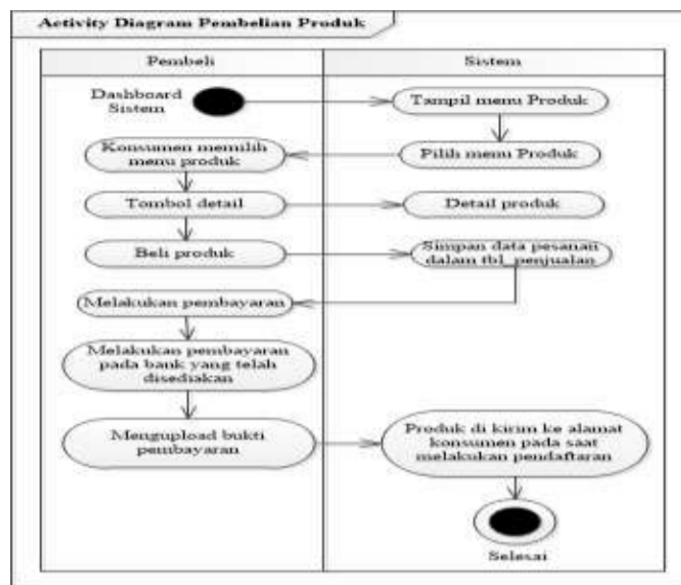 Activity Diagram Pembelian Produk
Pembeli
Sistem
Dashboard
Sistem
Tampil menu Produk
Konsumen memilih
menu produk
Pilih menu Produk
Tombol detail
Detail produk
Beli produk
Simpan data pesanan
dalam tbl_penjualan
Melakukan pembayaran
Melakukan pembayaran
pada bank yang telah
disediakan
Mengupload bukti
pembayaran
Produk di kirim ke alamat
konsumen pada saat
melakukan pendaftaran
Selesai